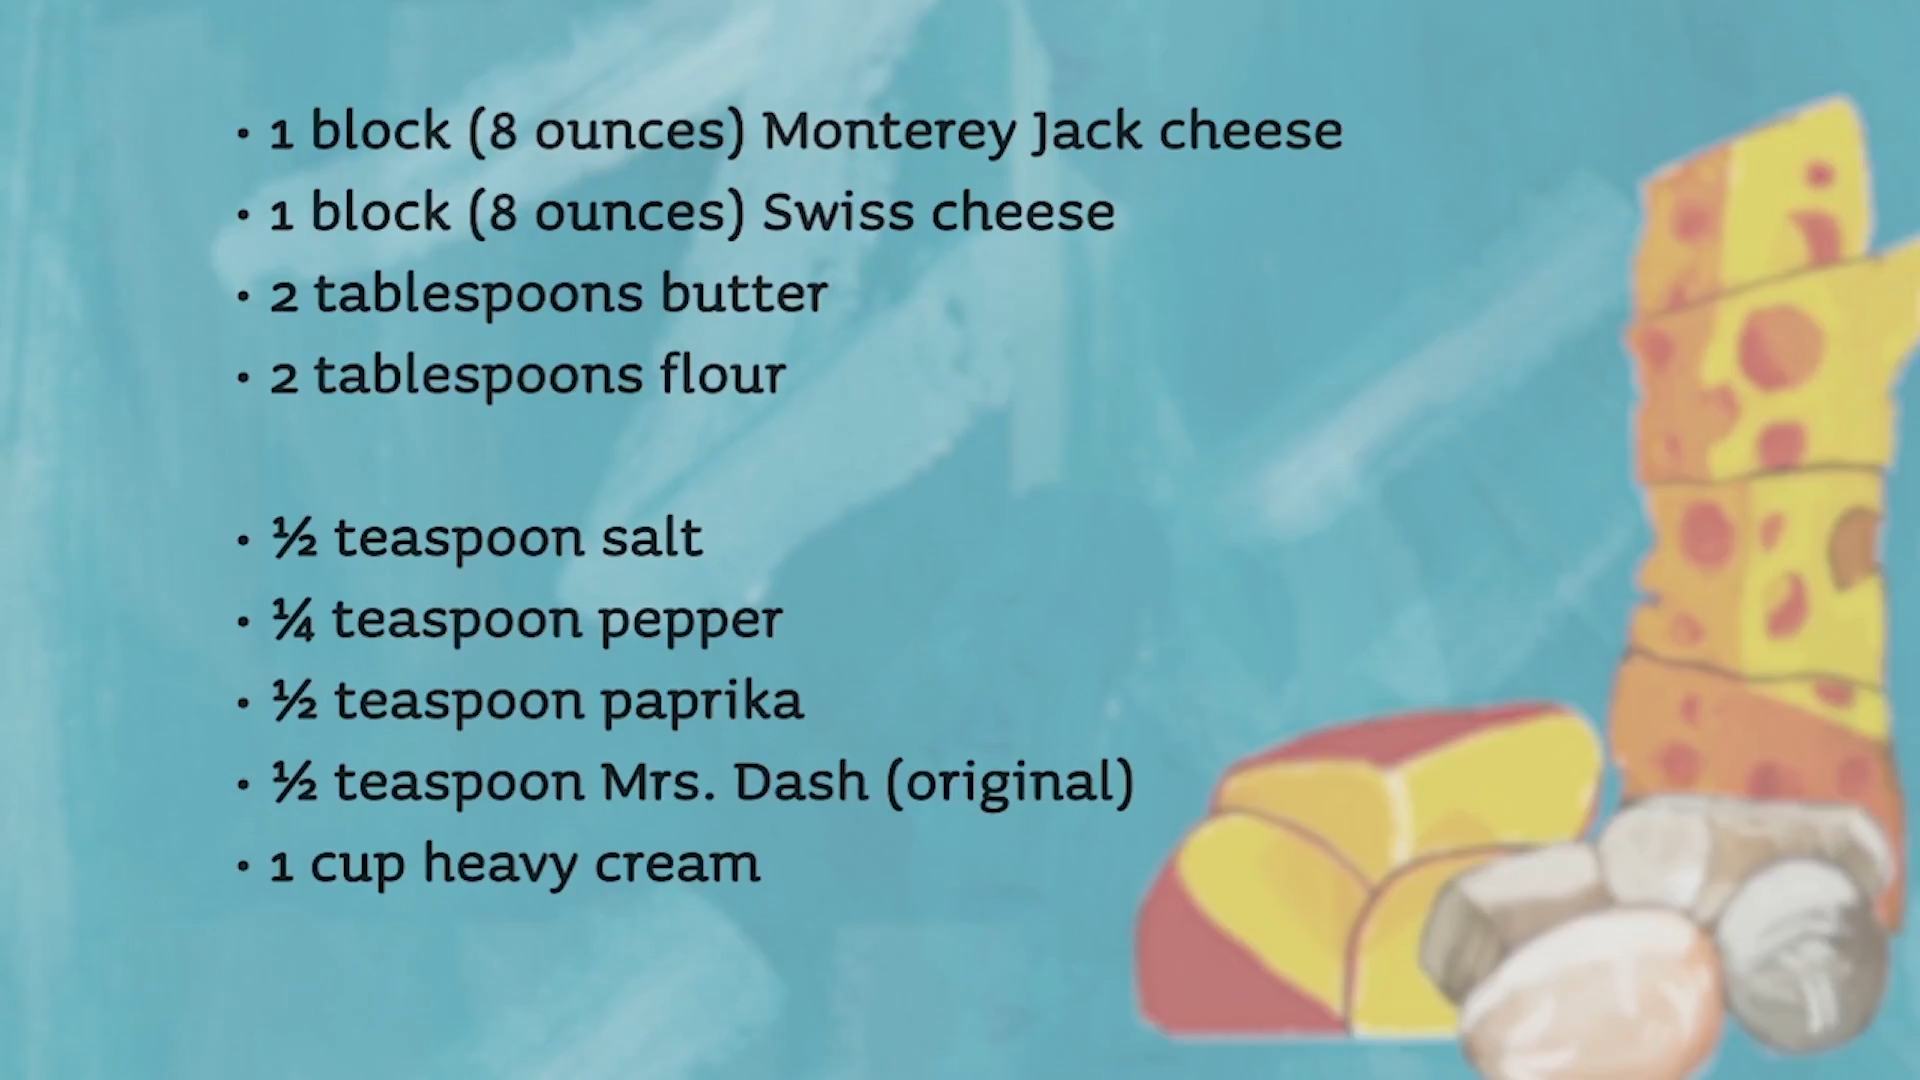 • 1 block (8 ounces) Monterey Jack cheese
• 1 block (8 ounces) Swiss cheese
• 2 tablespoons butter
• 2 tablespoons flour
• ½ teaspoon salt
• ¼ teaspoon pepper
• ½ teaspoon paprika
• ½ teaspoon Mrs. Dash (original)
• 1 cup heavy cream